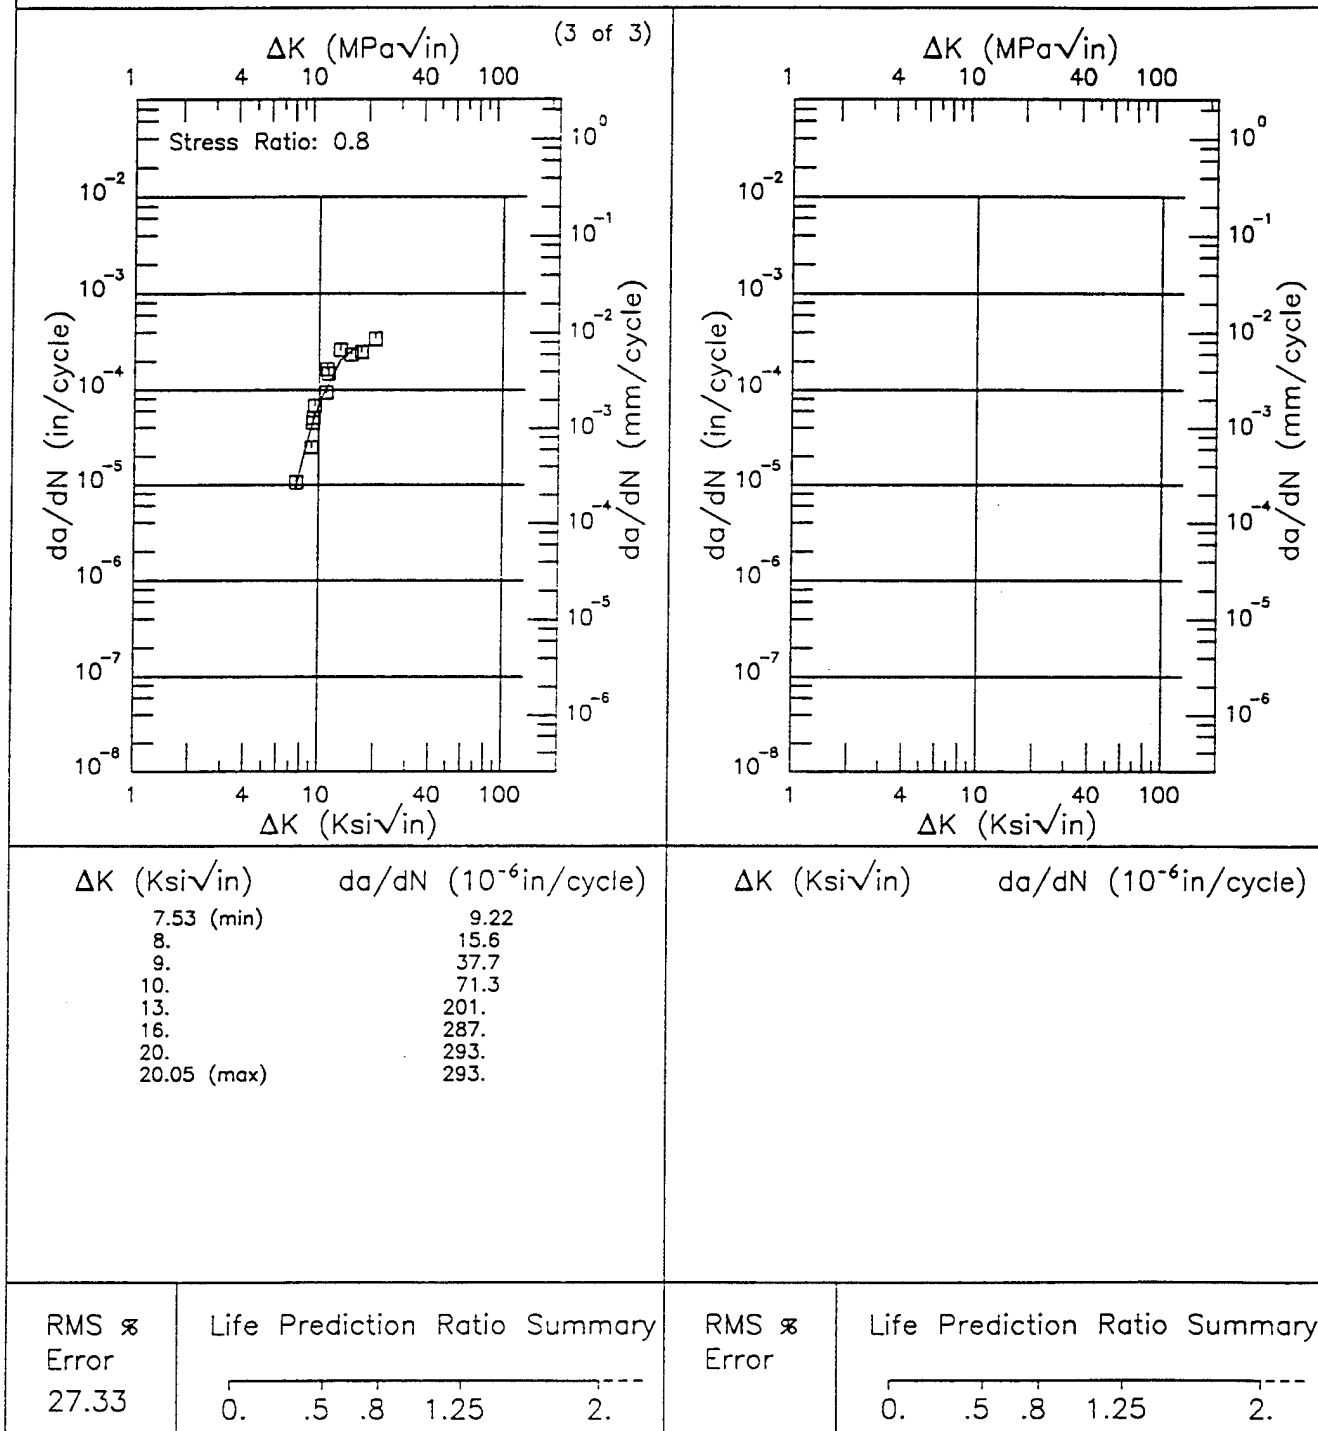 (3 of 3)
ΔK (MPa√in)
1 4 10 40 100
Stress Ratio: 0.8
da/dN (in/cycle)
10⁻²
10⁻³
10⁻⁴
10⁻⁵
10⁻⁶
10⁻⁷
10⁻⁸
10⁰
10⁻¹
10⁻²
10⁻³
10⁻⁴
10⁻⁵
10⁻⁶
da/dN (mm/cycle)
1 4 10 40 100
ΔK (Ksi√in)
ΔK (MPa√in)
1 4 10 40 100
da/dN (in/cycle)
10⁻²
10⁻³
10⁻⁴
10⁻⁵
10⁻⁶
10⁻⁷
10⁻⁸
10⁰
10⁻¹
10⁻²
10⁻³
10⁻⁴
10⁻⁵
10⁻⁶
da/dN (mm/cycle)
1 4 10 40 100
ΔK (Ksi√in)
ΔK (Ksi√in) da/dN (10⁻⁶in/cycle)
7.53 (min) 9.22
8. 15.6
9. 37.7
10. 71.3
13. 201.
16. 287.
20. 293.
20.05 (max) 293.
ΔK (Ksi√in) da/dN (10⁻⁶in/cycle)
RMS %
Error
27.33
Life Prediction Ratio Summary
0. .5 .8 1.25 2.
RMS %
Error
Life Prediction Ratio Summary
0. .5 .8 1.25 2.